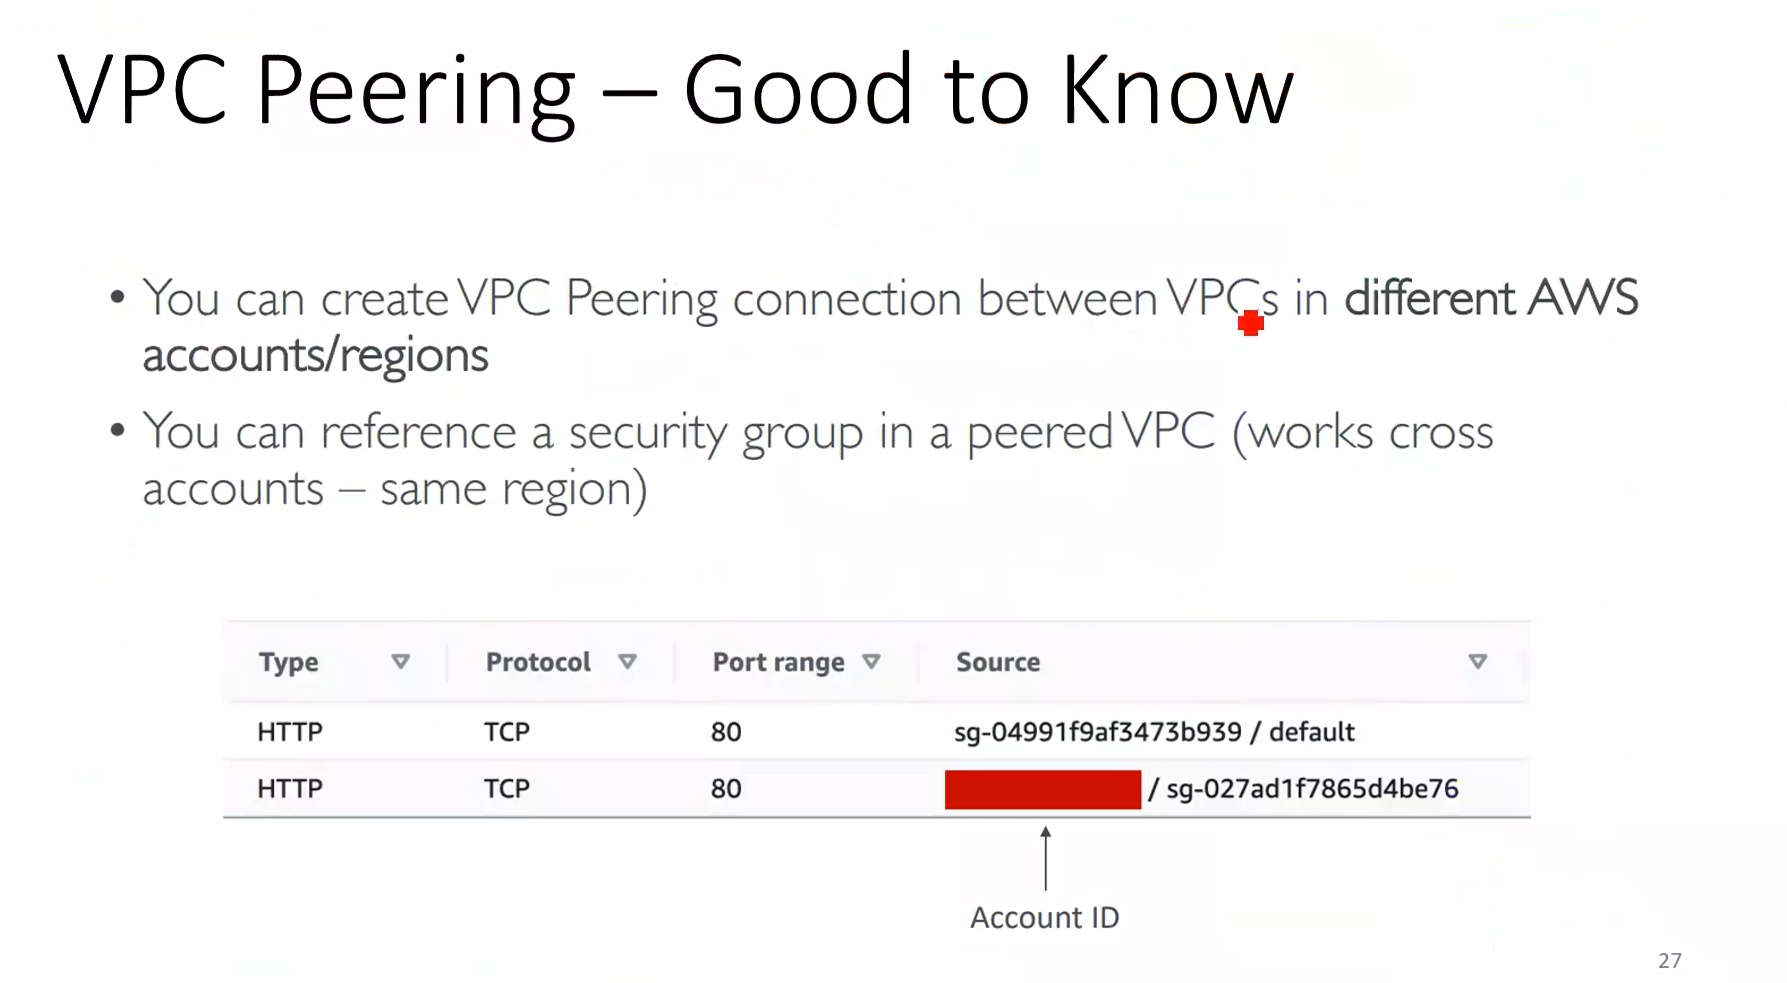 VPC Peering – Good to Know
• You can create VPC Peering connection between VPCs in different AWS
accounts/regions
• You can reference a security group in a peered VPC (works cross
accounts – same region)
Type Protocol Port range Source
HTTP TCP 80 sg-04991f9af3473b939 / default
HTTP TCP 80 / sg-027ad1f7865d4be76
Account ID
27